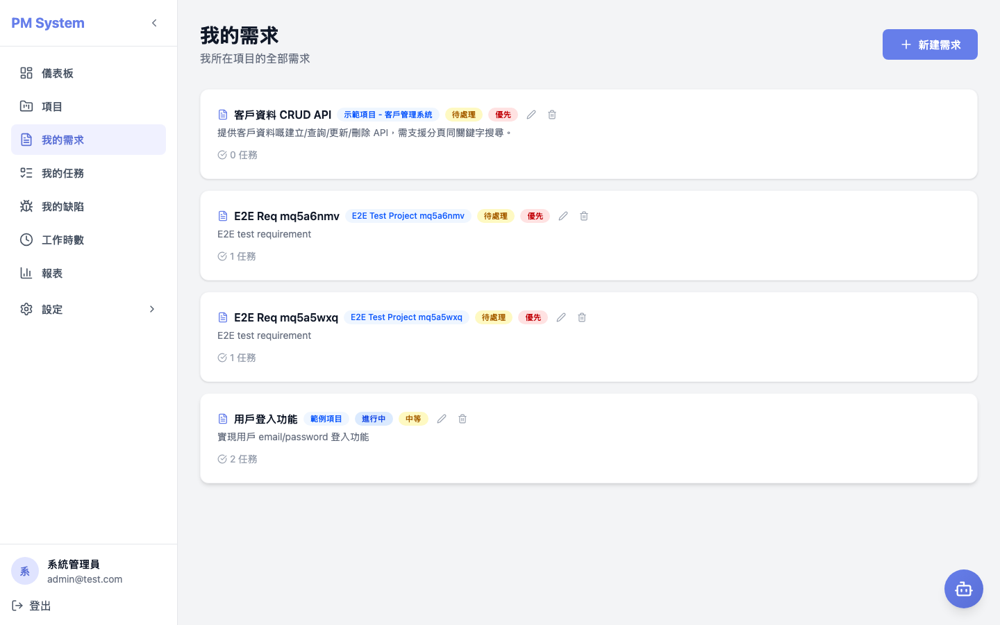 PM System
儀表板
項目
我的需求
我的任務
我的缺陷
工作時數
報表
設定
系
系統管理員
admin@test.com
登出
我的需求
我所在項目的全部需求
新建需求
客戶資料 CRUD API 示範項目 - 客戶管理系統 待處理 優先
提供客戶資料嘅建立/查詢/更新/刪除 API，需支援分頁同關鍵字搜尋。
0 任務
E2E Req mq5a6nmv E2E Test Project mq5a6nmv 待處理 優先
E2E test requirement
1 任務
E2E Req mq5a5wxq E2E Test Project mq5a5wxq 待處理 優先
E2E test requirement
1 任務
用戶登入功能 範例項目 進行中 中等
實現用戶 email/password 登入功能
2 任務